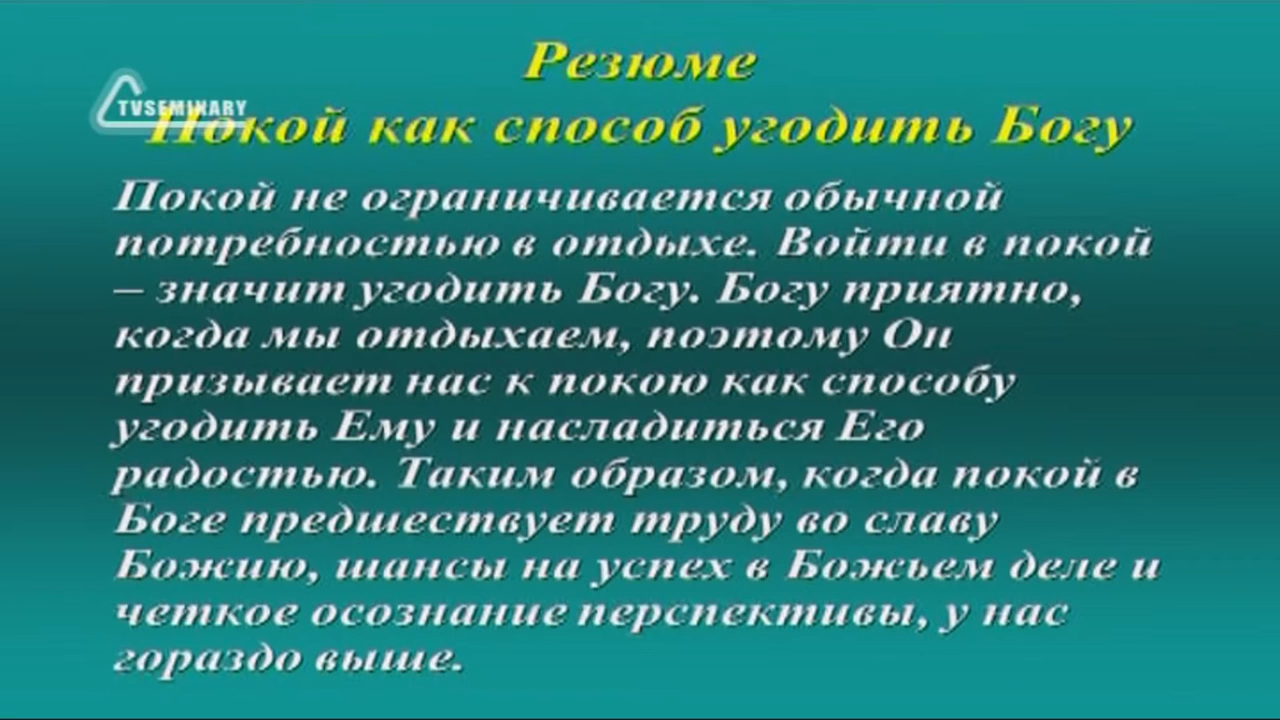 Резюме
TVSEMINARY
Покой как способ угодить Богу
Покой не ограничивается обычной
потребностью в отдыхе. Войти в покой
– значит угодить Богу. Богу приятно,
когда мы отдыхаем, поэтому Он
призывает нас к покою как способу
угодить Ему и насладиться Его
радостью. Таким образом, когда покой в
Боге предшествует труду во славу
Божию, шансы на успех в Божьем деле и
четкое осознание перспективы, у нас
гораздо выше.